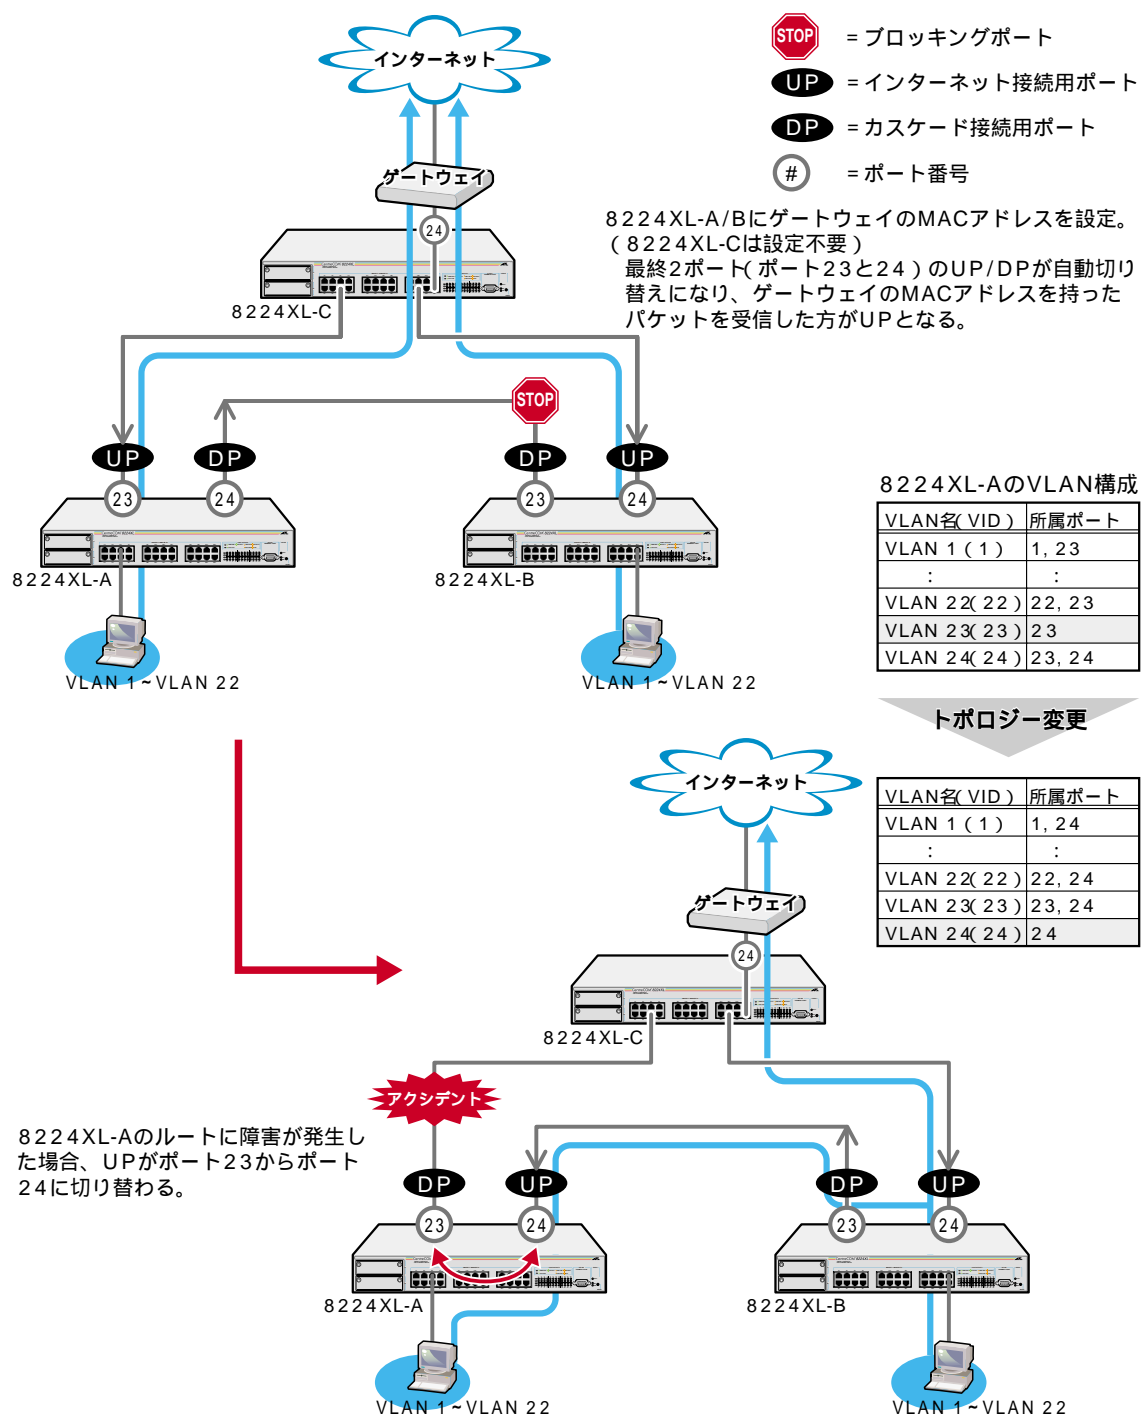 インターネット
STOP
=ブロッキングポート
UP
=インターネット接続用ポート
DP
=カスケード接続用ポート
#
=ポート番号
ゲートウェイ
24
8224XL-C
8224XL-A/BにゲートウェイのMACアドレスを設定。
(8224XL-Cは設定不要)
最終2ポート(ポート23と24)のUP/DPが自動切り
替えになり、ゲートウェイのMACアドレスを持った
パケットを受信した方がUPとなる。
STOP
UP
DP
DP
UP
23
24
23
24
8224XL-A
8224XL-B
VLAN 1~VLAN 22
VLAN 1~VLAN 22
8224XL-AのVLAN構成
VLAN名(VID) 所属ポート
VLAN 1(1) 1, 23
: :
VLAN 22(22) 22, 23
VLAN 23(23) 23
VLAN 24(24) 23, 24
トポロジー変更
VLAN名(VID) 所属ポート
VLAN 1(1) 1, 24
: :
VLAN 22(22) 22, 24
VLAN 23(23) 23, 24
VLAN 24(24) 24
インターネット
ゲートウェイ
24
8224XL-C
アクシデント
8224XL-Aのルートに障害が発生し
た場合、UPがポート23からポート
24に切り替わる。
DP
UP
DP
UP
23
24
23
24
8224XL-A
8224XL-B
VLAN 1~VLAN 22
VLAN 1~VLAN 22